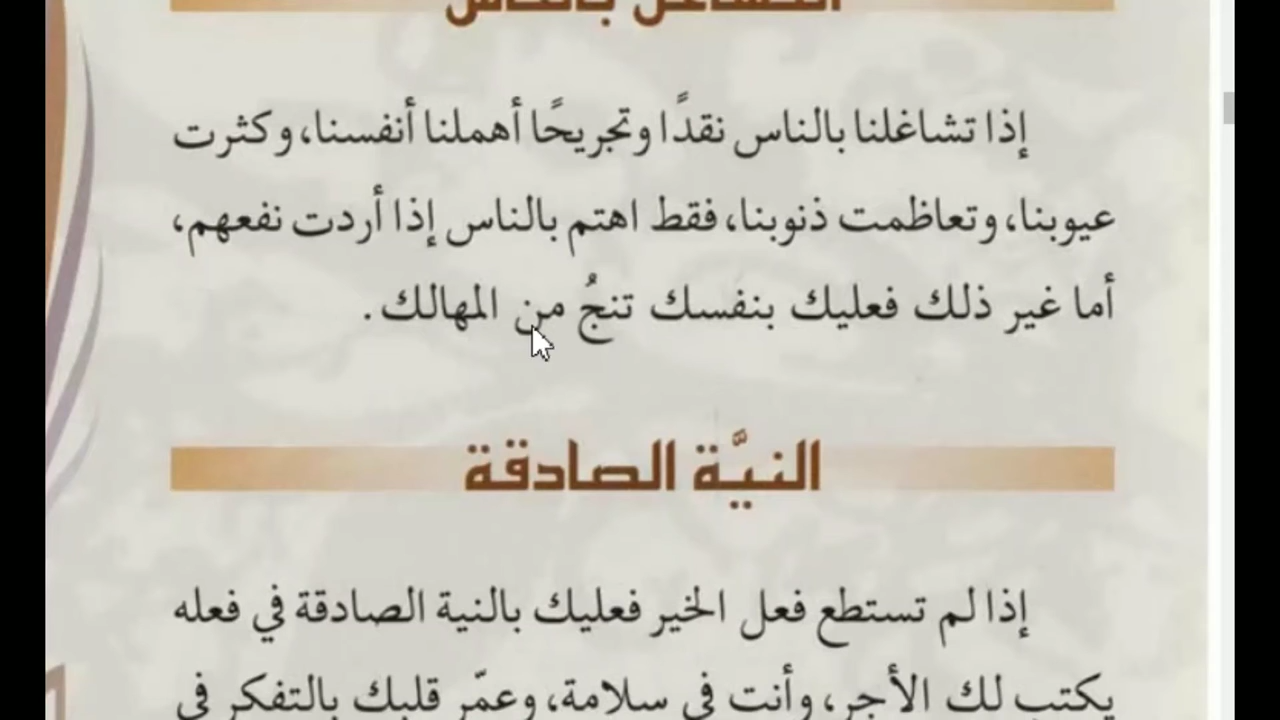 التشاغل بالناس
إذا تشاغلنا بالناس نقدًا وتجريحًا أهملنا أنفسنا، وكثرت
عيوبنا، وتعاظمت ذنوبنا، فقط اهتم بالناس إذا أردت نفعهم،
أما غير ذلك فعليك بنفسك تنجُ من المهالك.
النيَّة الصادقة
إذا لم تستطع فعل الخير فعليك بالنية الصادقة في فعله
يكتب لك الأجر، وأنت في سلامة، وعمّر قلبك بالتفكر في